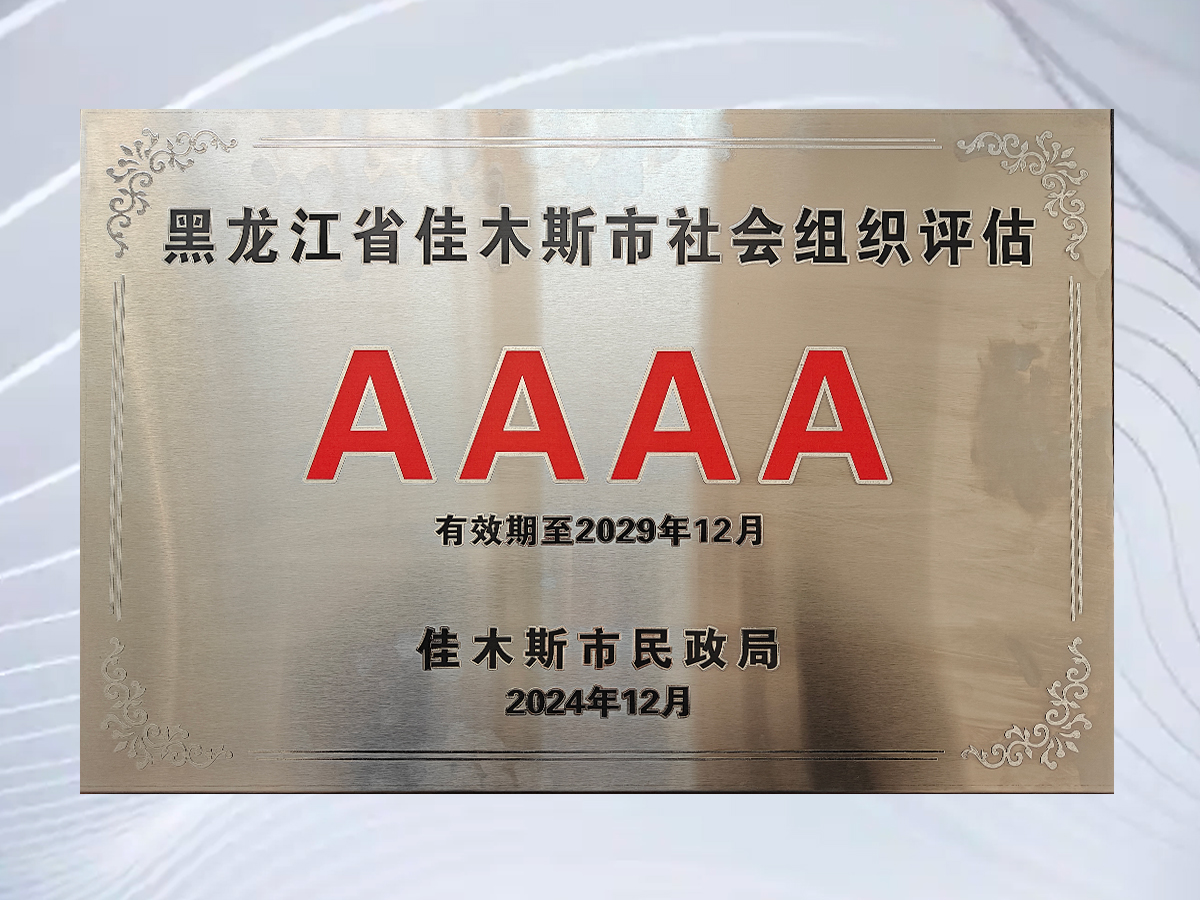 黑龙江省佳木斯市社会组织评估
AAAA
有效期至2029年12月
佳木斯市民政局
2024年12月